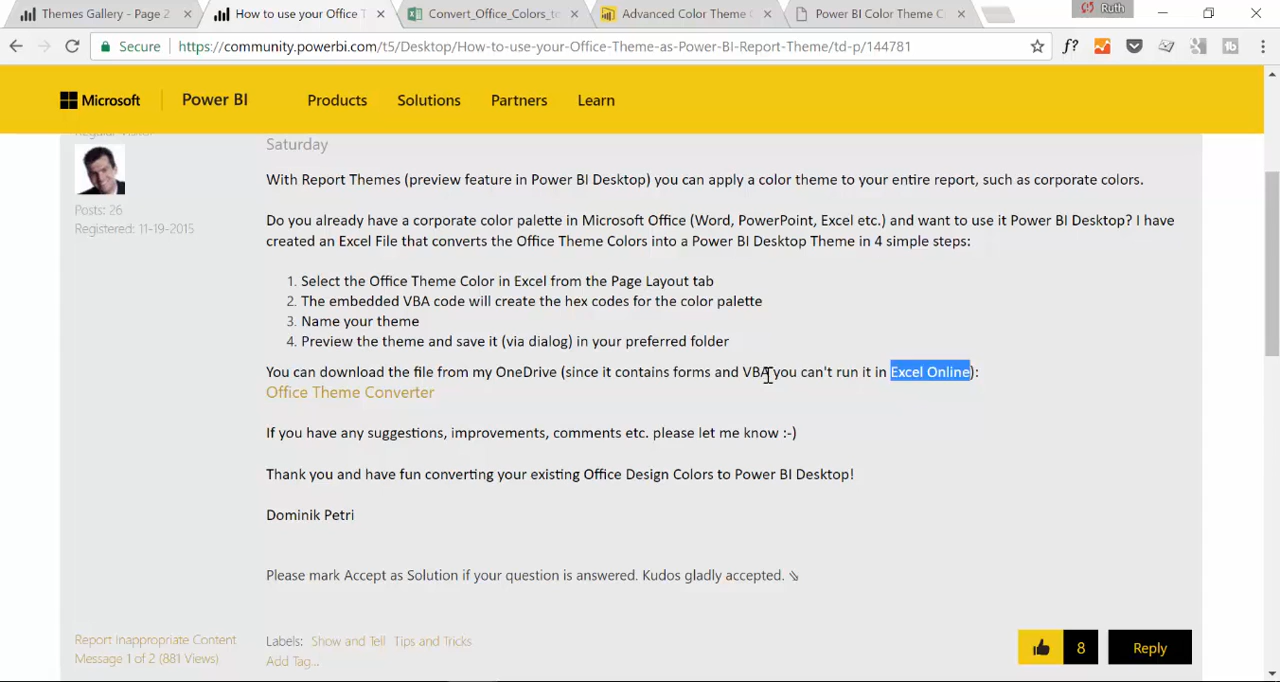 Themes Gallery - Page 2
How to use your Office T
Convert_Office_Colors_to
Advanced Color Theme
Power BI Color Theme C
Ruth
Secure
https://community.powerbi.com/t5/Desktop/How-to-use-your-Office-Theme-as-Power-BI-Report-Theme/td-p/144781
f?
Microsoft
Power BI
Products
Solutions
Partners
Learn
Regular Visitor
Saturday
With Report Themes (preview feature in Power BI Desktop) you can apply a color theme to your entire report, such as corporate colors.
Posts: 26
Registered: 11-19-2015
Do you already have a corporate color palette in Microsoft Office (Word, PowerPoint, Excel etc.) and want to use it Power BI Desktop? I have
created an Excel File that converts the Office Theme Colors into a Power BI Desktop Theme in 4 simple steps:
1. Select the Office Theme Color in Excel from the Page Layout tab
2. The embedded VBA code will create the hex codes for the color palette
3. Name your theme
4. Preview the theme and save it (via dialog) in your preferred folder
You can download the file from my OneDrive (since it contains forms and VBA you can't run it in Excel Online):
Office Theme Converter
If you have any suggestions, improvements, comments etc. please let me know :-)
Thank you and have fun converting your existing Office Design Colors to Power BI Desktop!
Dominik Petri
Please mark Accept as Solution if your question is answered. Kudos gladly accepted. ⇘
Report Inappropriate Content
Message 1 of 2 (881 Views)
Labels: Show and Tell Tips and Tricks
Add Tag...
8
Reply